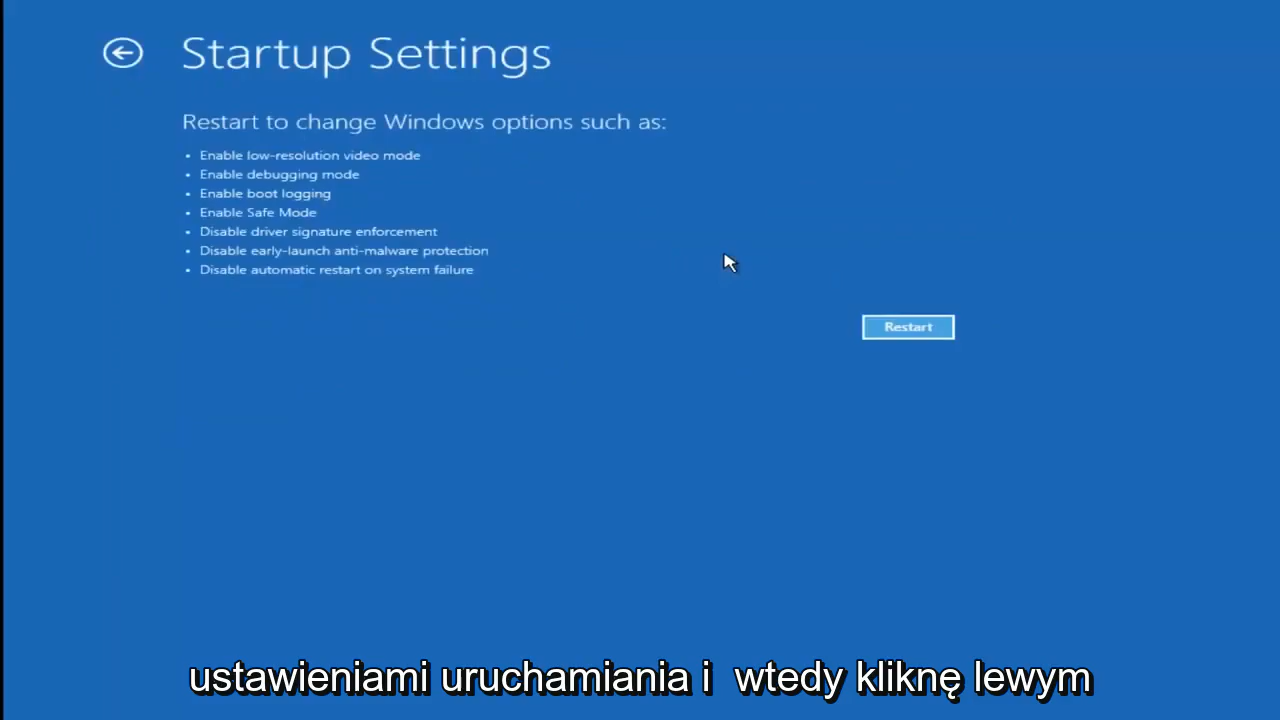 Startup Settings
Restart to change Windows options such as:
• Enable low-resolution video mode
• Enable debugging mode
• Enable boot logging
• Enable Safe Mode
• Disable driver signature enforcement
• Disable early-launch anti-malware protection
• Disable automatic restart on system failure
Restart
ustawieniami uruchamiania i wtedy kliknę lewym